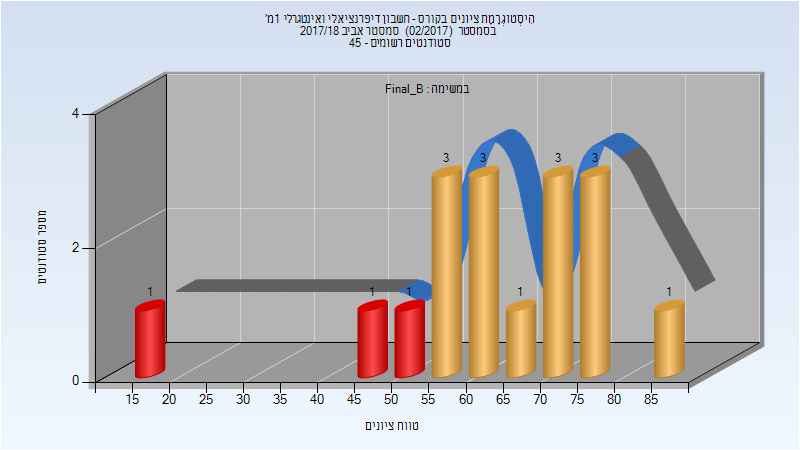 היסטוגרמת ציונים בקורס - חשבון דיפרנציאלי ואינטגרלי 1מ'
בסמסטר (02/2017) סמסטר אביב 2017/18
סטודנטים רשומים - 45
במשימה : Final_B
4
2
0
מספר סטודנטים
1 1 1 3 3 1 3 3 1
15 20 25 30 35 40 45 50 55 60 65 70 75 80 85
טווח ציונים